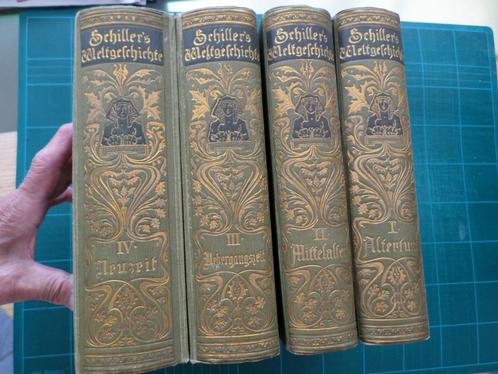 Schiller's
Weltgeschichte
IV.
Neuzeit
Schiller's
Weltgeschichte
III.
Uebergangszeit
Schiller's
Weltgeschichte
II.
Mittelalter
Schiller's
Weltgeschichte
I.
Altertum